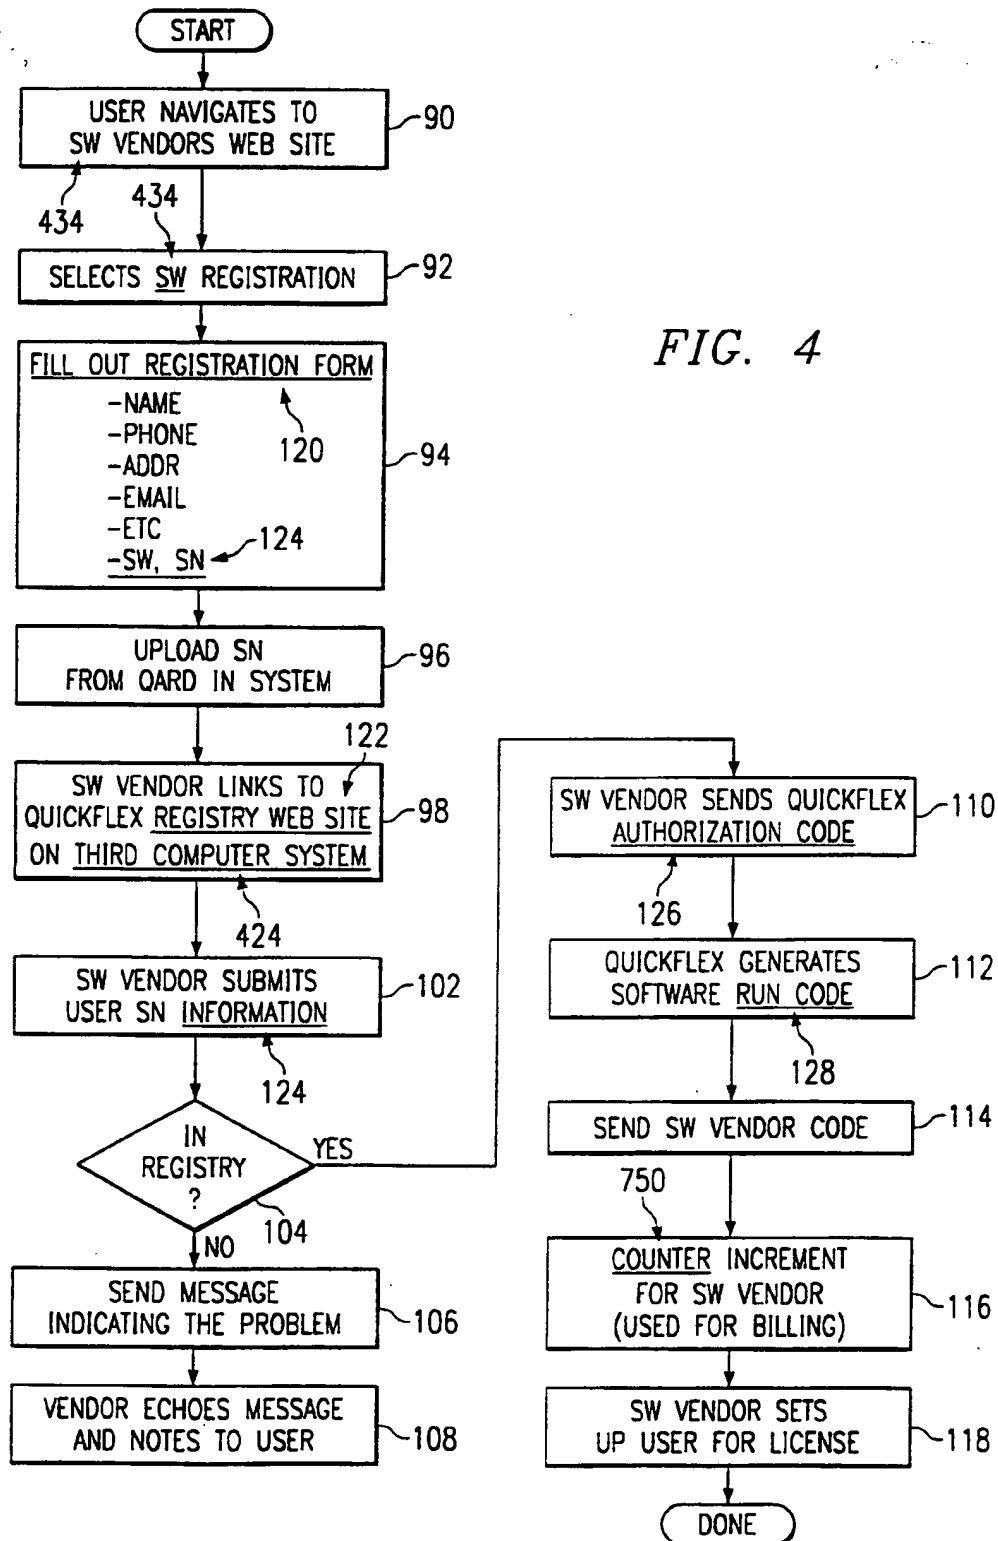 START
USER NAVIGATES TO
SW VENDORS WEB SITE
90
434
434
SELECTS SW REGISTRATION
92
FIG. 4
FILL OUT REGISTRATION FORM
120
-NAME
-PHONE
-ADDR
-EMAIL
-ETC
-SW, SN
124
94
UPLOAD SN
FROM QARD IN SYSTEM
96
122
SW VENDOR LINKS TO
QUICKFLEX REGISTRY WEB SITE
ON THIRD COMPUTER SYSTEM
98
424
SW VENDOR SUBMITS
USER SN INFORMATION
102
124
IN
REGISTRY
?
104
YES
NO
SEND MESSAGE
INDICATING THE PROBLEM
106
VENDOR ECHOES MESSAGE
AND NOTES TO USER
108
SW VENDOR SENDS QUICKFLEX
AUTHORIZATION CODE
110
126
QUICKFLEX GENERATES
SOFTWARE RUN CODE
112
128
SEND SW VENDOR CODE
114
750
COUNTER INCREMENT
FOR SW VENDOR
(USED FOR BILLING)
116
SW VENDOR SETS
UP USER FOR LICENSE
118
DONE